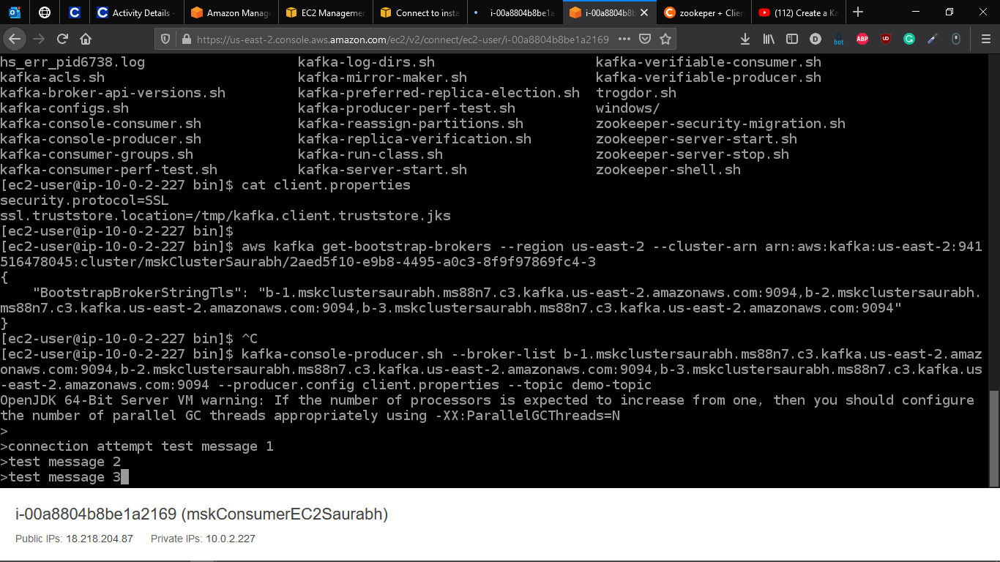 Activity Details -
Amazon Manag
EC2 Managemen
Connect to insta
i-00a8804b8be1a
i-00a8804b8b
zookeper + Clien
(112) Create a Ka
https://us-east-2.console.aws.amazon.com/ec2/v2/connect/ec2-user/i-00a8804b8be1a2169
bot
ABP
hs_err_pid6738.log kafka-log-dirs.sh kafka-verifiable-consumer.sh
kafka-acls.sh kafka-mirror-maker.sh kafka-verifiable-producer.sh
kafka-broker-api-versions.sh kafka-preferred-replica-election.sh trogdor.sh
kafka-configs.sh kafka-producer-perf-test.sh windows/
kafka-console-consumer.sh kafka-reassign-partitions.sh zookeeper-security-migration.sh
kafka-console-producer.sh kafka-replica-verification.sh zookeeper-server-start.sh
kafka-consumer-groups.sh kafka-run-class.sh zookeeper-server-stop.sh
kafka-consumer-perf-test.sh kafka-server-start.sh zookeeper-shell.sh
[ec2-user@ip-10-0-2-227 bin]$ cat client.properties
security.protocol=SSL
ssl.truststore.location=/tmp/kafka.client.truststore.jks
[ec2-user@ip-10-0-2-227 bin]$
[ec2-user@ip-10-0-2-227 bin]$ aws kafka get-bootstrap-brokers --region us-east-2 --cluster-arn arn:aws:kafka:us-east-2:941
516478045:cluster/mskClusterSaurabh/2aed5f10-e9b8-4495-a0c3-8f9f97869fc4-3
{
"BootstrapBrokerStringTls": "b-1.mskclustersaurabh.ms88n7.c3.kafka.us-east-2.amazonaws.com:9094,b-2.mskclustersaurabh.
ms88n7.c3.kafka.us-east-2.amazonaws.com:9094,b-3.mskclustersaurabh.ms88n7.c3.kafka.us-east-2.amazonaws.com:9094"
}
[ec2-user@ip-10-0-2-227 bin]$ ^C
[ec2-user@ip-10-0-2-227 bin]$ kafka-console-producer.sh --broker-list b-1.mskclustersaurabh.ms88n7.c3.kafka.us-east-2.amaz
onaws.com:9094,b-2.mskclustersaurabh.ms88n7.c3.kafka.us-east-2.amazonaws.com:9094,b-3.mskclustersaurabh.ms88n7.c3.kafka.us
-east-2.amazonaws.com:9094 --producer.config client.properties --topic demo-topic
OpenJDK 64-Bit Server VM warning: If the number of processors is expected to increase from one, then you should configure
the number of parallel GC threads appropriately using -XX:ParallelGCThreads=N
>
>connection attempt test message 1
>test message 2
>test message 3
i-00a8804b8be1a2169 (mskConsumerEC2Saurabh)
Public IPs: 18.218.204.87 Private IPs: 10.0.2.227